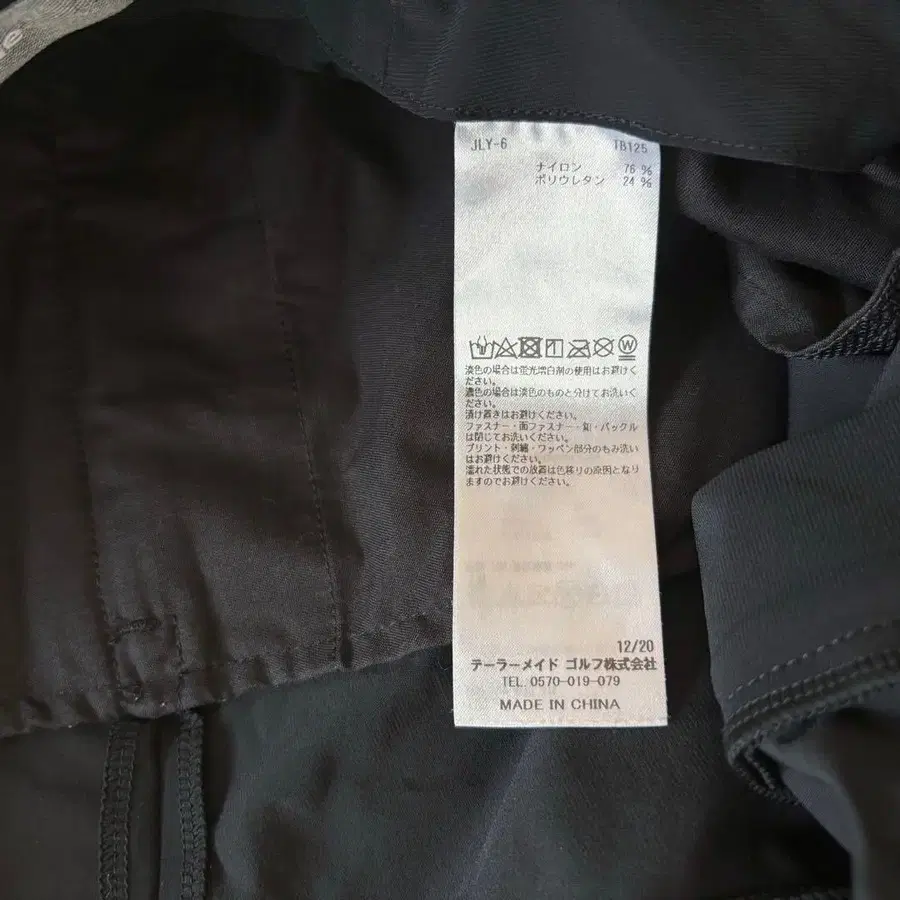 JLY-6 TB125
ナイロン 76 %
ポリウレタン 24 %
W
淡色の場合は蛍光増白剤の使用はお避けく
ださい。
濃色の場合は淡色のものと分けてお洗いく
ださい。
漬け置きはお避けください。
ファスナー・面ファスナー・釦・バックル
は閉じてお洗いください。
プリント・刺繍・ワッペン部分のもみ洗い
はお避けください。
濡れた状態での放置は色移りの原因となり
ますのでお避けください。
12/20
テーラーメイド ゴルフ株式会社
TEL. 0570-019-079
MADE IN CHINA